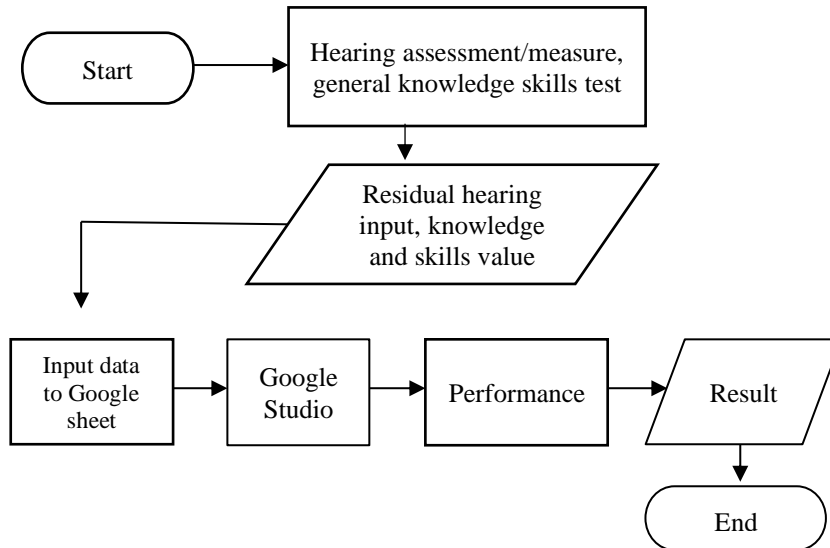 Start
Hearing assessment/measure,
general knowledge skills test
Residual hearing
input, knowledge
and skills value
Input data
to Google
sheet
Google
Studio
Performance
Result
End